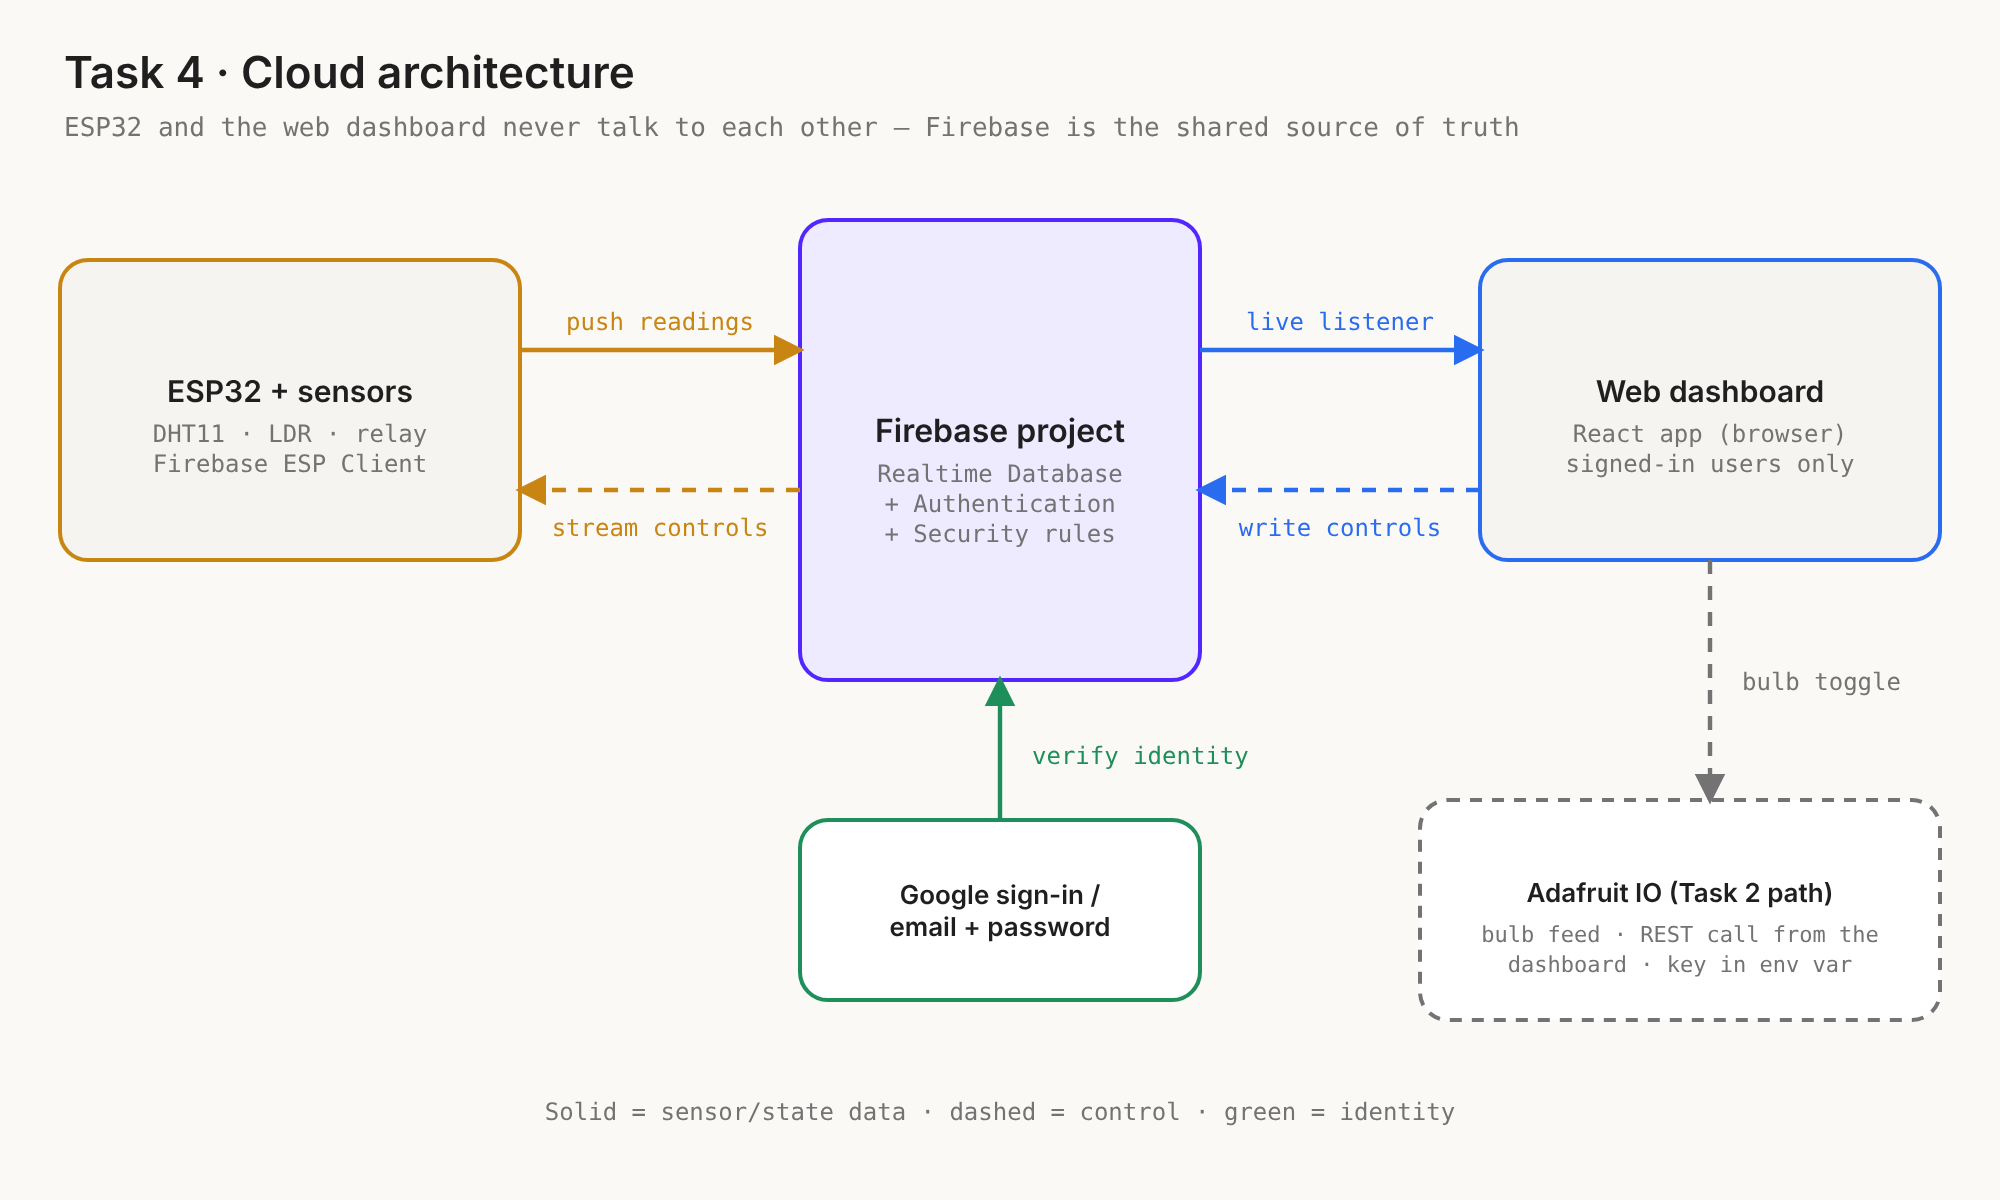 Task 4 · Cloud architecture
ESP32 and the web dashboard never talk to each other — Firebase is the shared source of truth
push readings
live listener
ESP32 + sensors
DHT11 · LDR · relay
Firebase ESP Client
stream controls
Firebase project
Realtime Database
+ Authentication
+ Security rules
Web dashboard
React app (browser)
signed-in users only
write controls
bulb toggle
verify identity
Google sign-in /
email + password
Adafruit IO (Task 2 path)
bulb feed · REST call from the
dashboard · key in env var
Solid = sensor/state data · dashed = control · green = identity